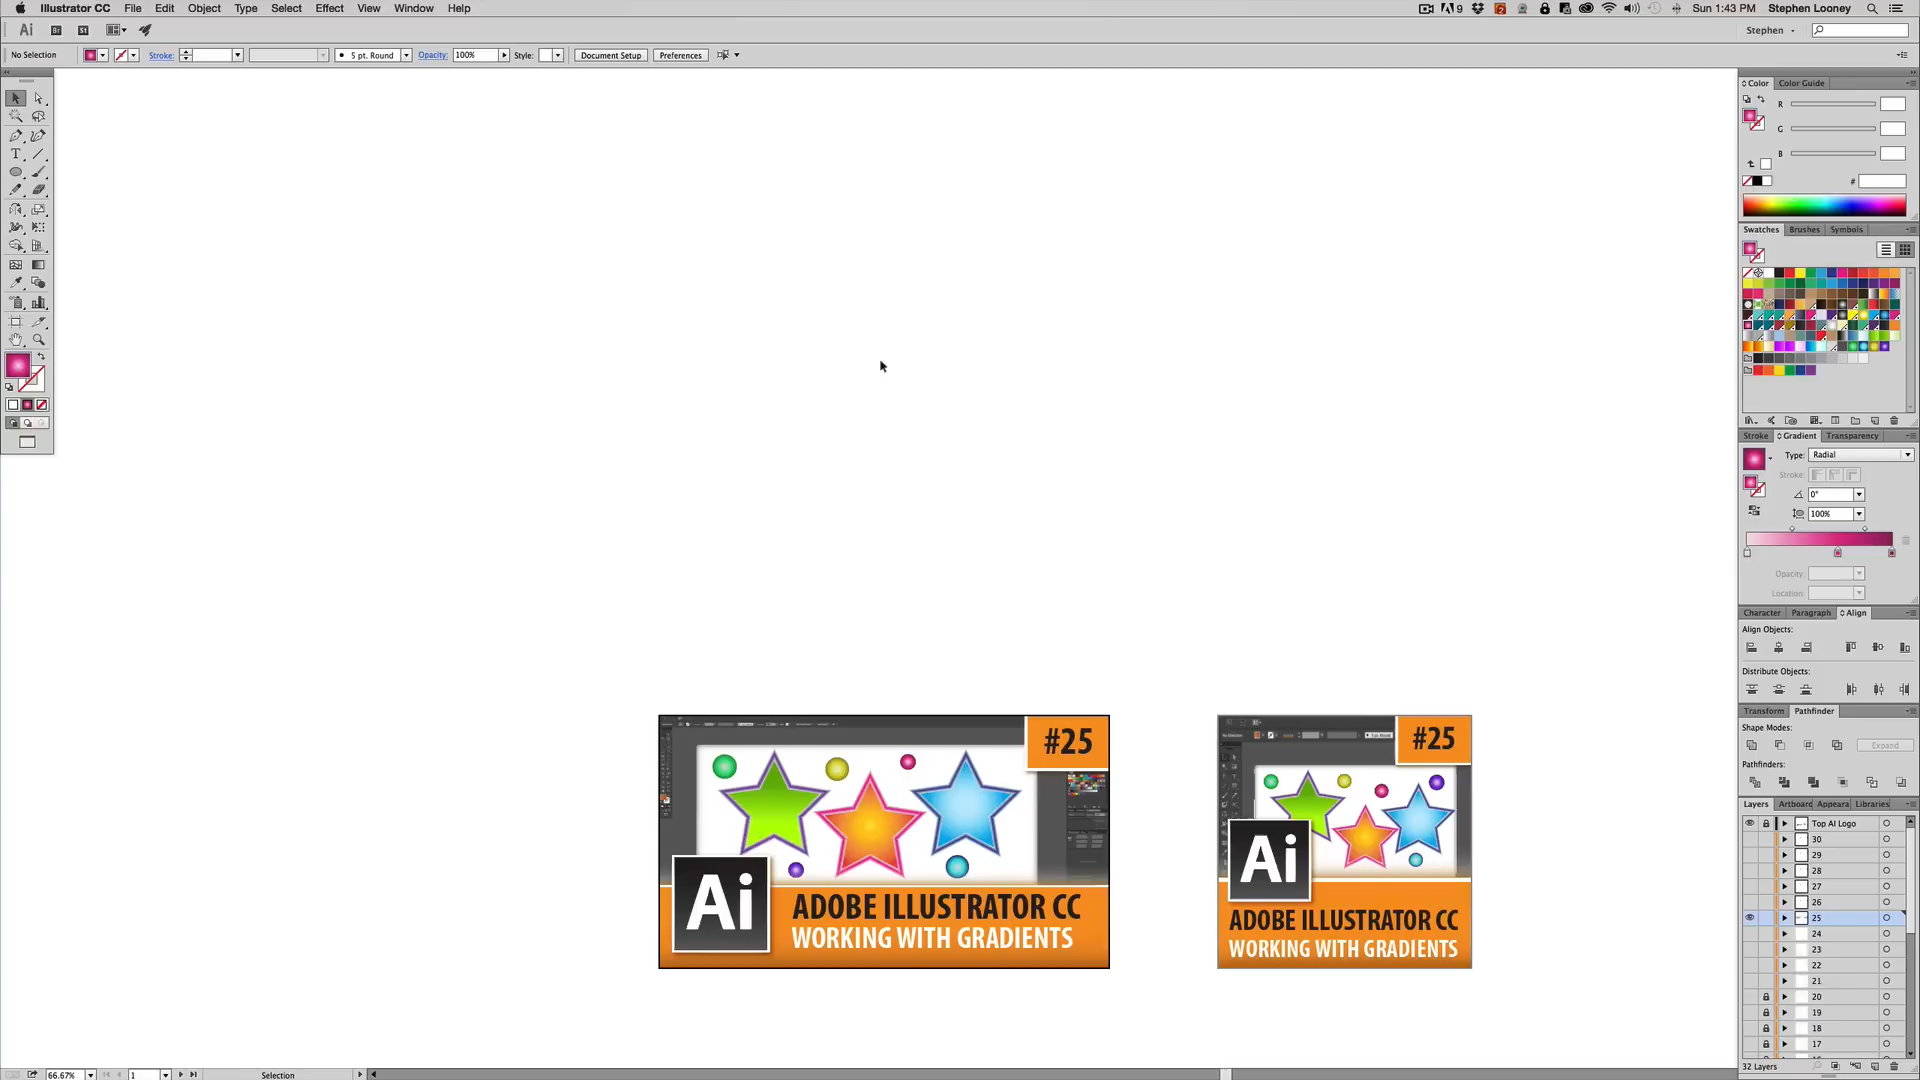 Illustrator CC File Edit Object Type Select Effect View Window Help
9 2 Sun 1:43 PM Stephen Looney
Ai Br St
Stephen
No Selection
Stroke:
5 pt. Round
Opacity: 100%
Style:
Document Setup
Preferences
T
Color Color Guide
R
G
B
#
Swatches Brushes Symbols
Stroke Gradient Transparency
Type: Radial
Stroke:
0°
100%
Opacity:
Location:
Character Paragraph Align
Align Objects:
Distribute Objects:
Transform Pathfinder
Shape Modes:
Expand
Pathfinders:
Layers Artboard Appeara Libraries
Top AI Logo
30
29
28
27
26
25
24
23
22
21
20
19
18
17
32 Layers
#25
Ai
ADOBE ILLUSTRATOR CC
WORKING WITH GRADIENTS
#25
Ai
ADOBE ILLUSTRATOR CC
WORKING WITH GRADIENTS
66.67% 1 Selection